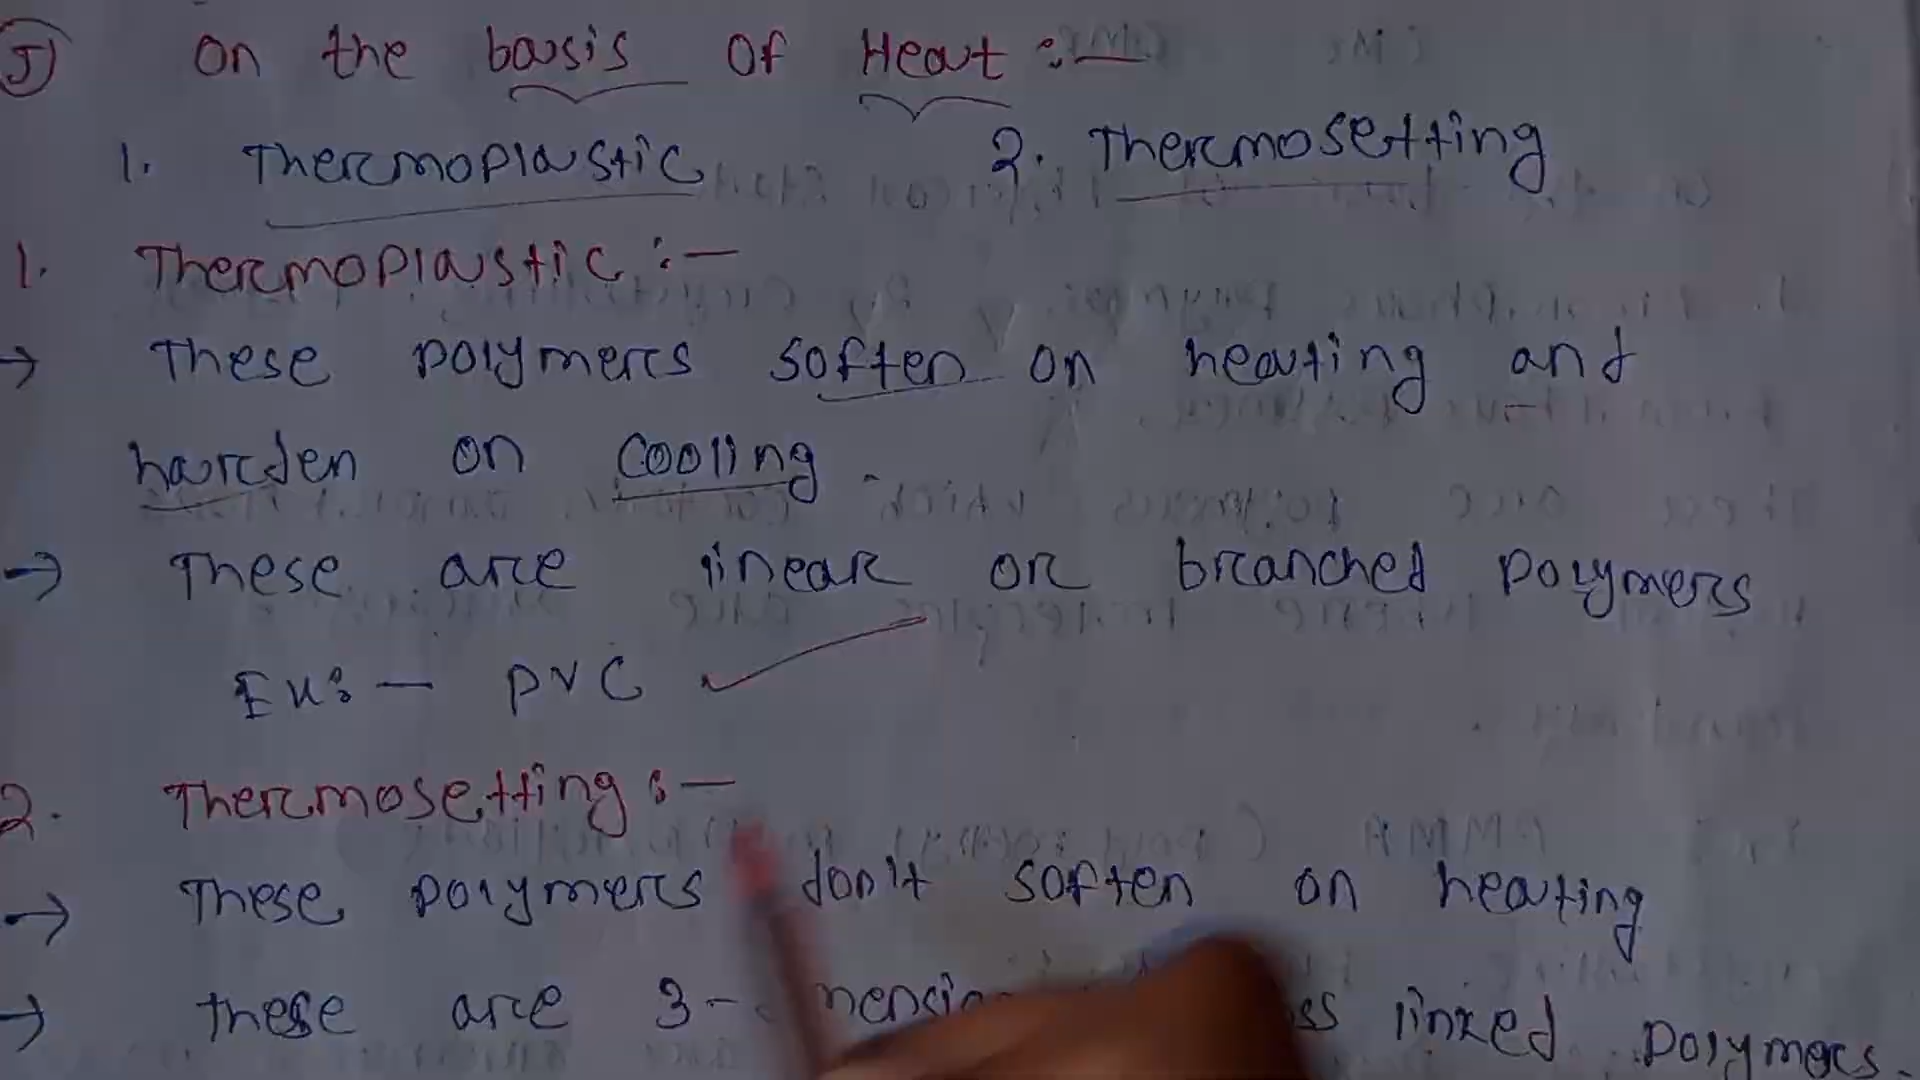 J) On the basis of Heat :-
1. Thermoplastic 2. Thermosetting
1. Thermoplastic :-
→ These polymers soften on heating and
harden on cooling.
→ These are linear or branched polymers
Ex:- PVC
2. Thermosetting :-
→ These polymers don't soften on heating
→ these are 3- linked polymers.